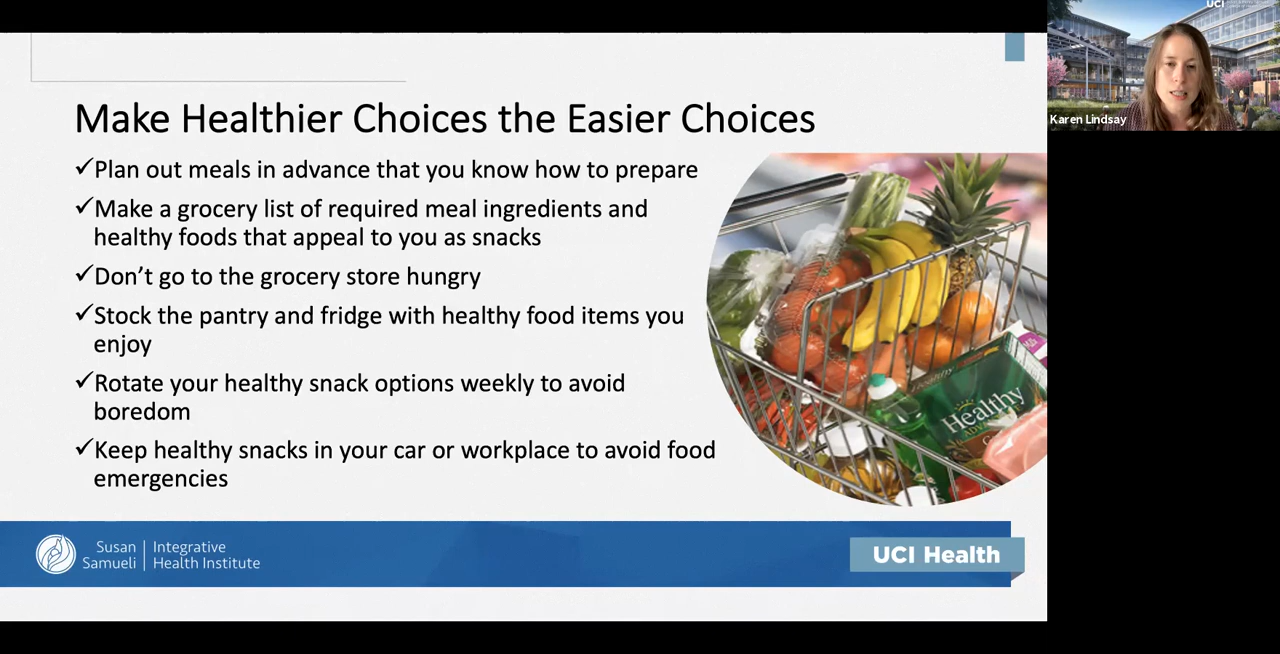 UCI
Karen Lindsay
Make Healthier Choices the Easier Choices
✓Plan out meals in advance that you know how to prepare
✓Make a grocery list of required meal ingredients and
healthy foods that appeal to you as snacks
✓Don’t go to the grocery store hungry
✓Stock the pantry and fridge with healthy food items you
enjoy
✓Rotate your healthy snack options weekly to avoid
boredom
✓Keep healthy snacks in your car or workplace to avoid food
emergencies
Healthy
Susan
Samueli
Integrative
Health Institute
UCI Health